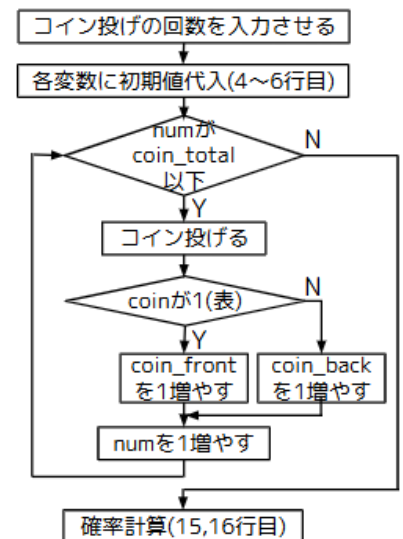 コイン投げの回数を入力させる
各変数に初期値代入(4～6行目)
numが
coin_total
以下
N
Y
コイン投げる
coinが1(表)
N
Y
coin_front
を1増やす
coin_back
を1増やす
numを1増やす
確率計算(15,16行目)